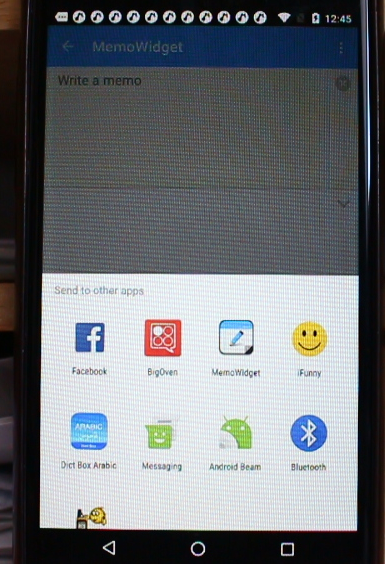 12:45
MemoWidget
Write a memo
Send to other apps
Facebook BigOven MemoWidget iFunny
ARABIC
Dict Box Arabic Messaging Android Beam Bluetooth